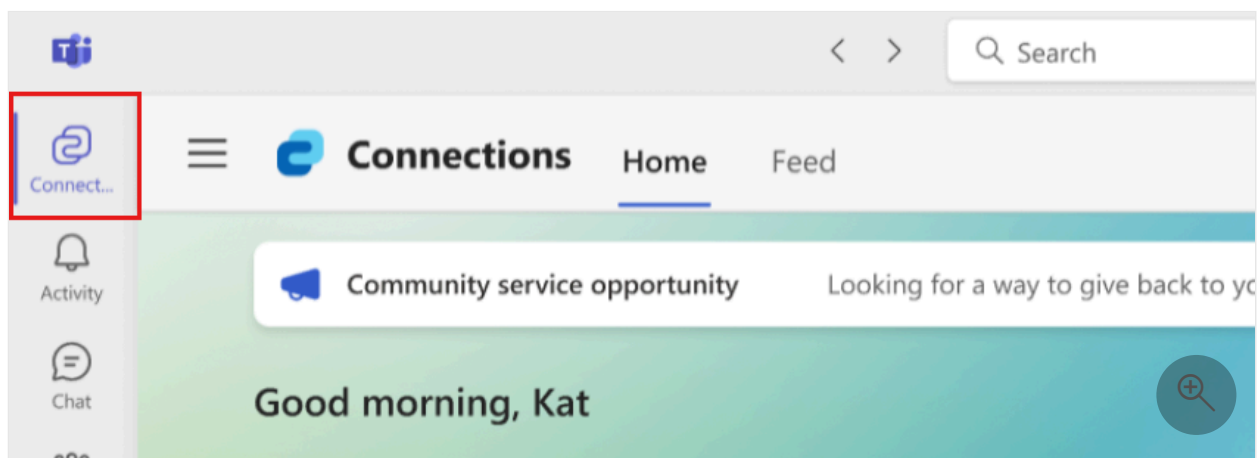 Search
Connect...
Connections Home Feed
Activity
Community service opportunity Looking for a way to give back to
Chat
Good morning, Kat